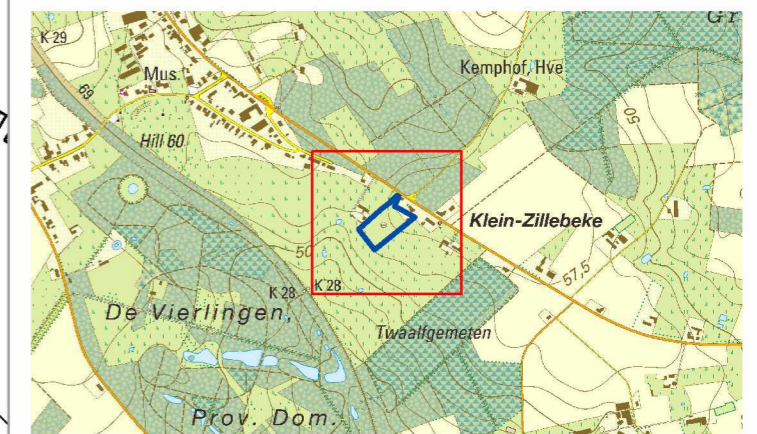 Gr
K 29
Mus.
Kemphof, Hve
69
Hill 60
50
Klein-Zillebeke
50
57,5
K 28
K 28
De Vierlingen,
Twaalfgemeten
Prov. Dom.